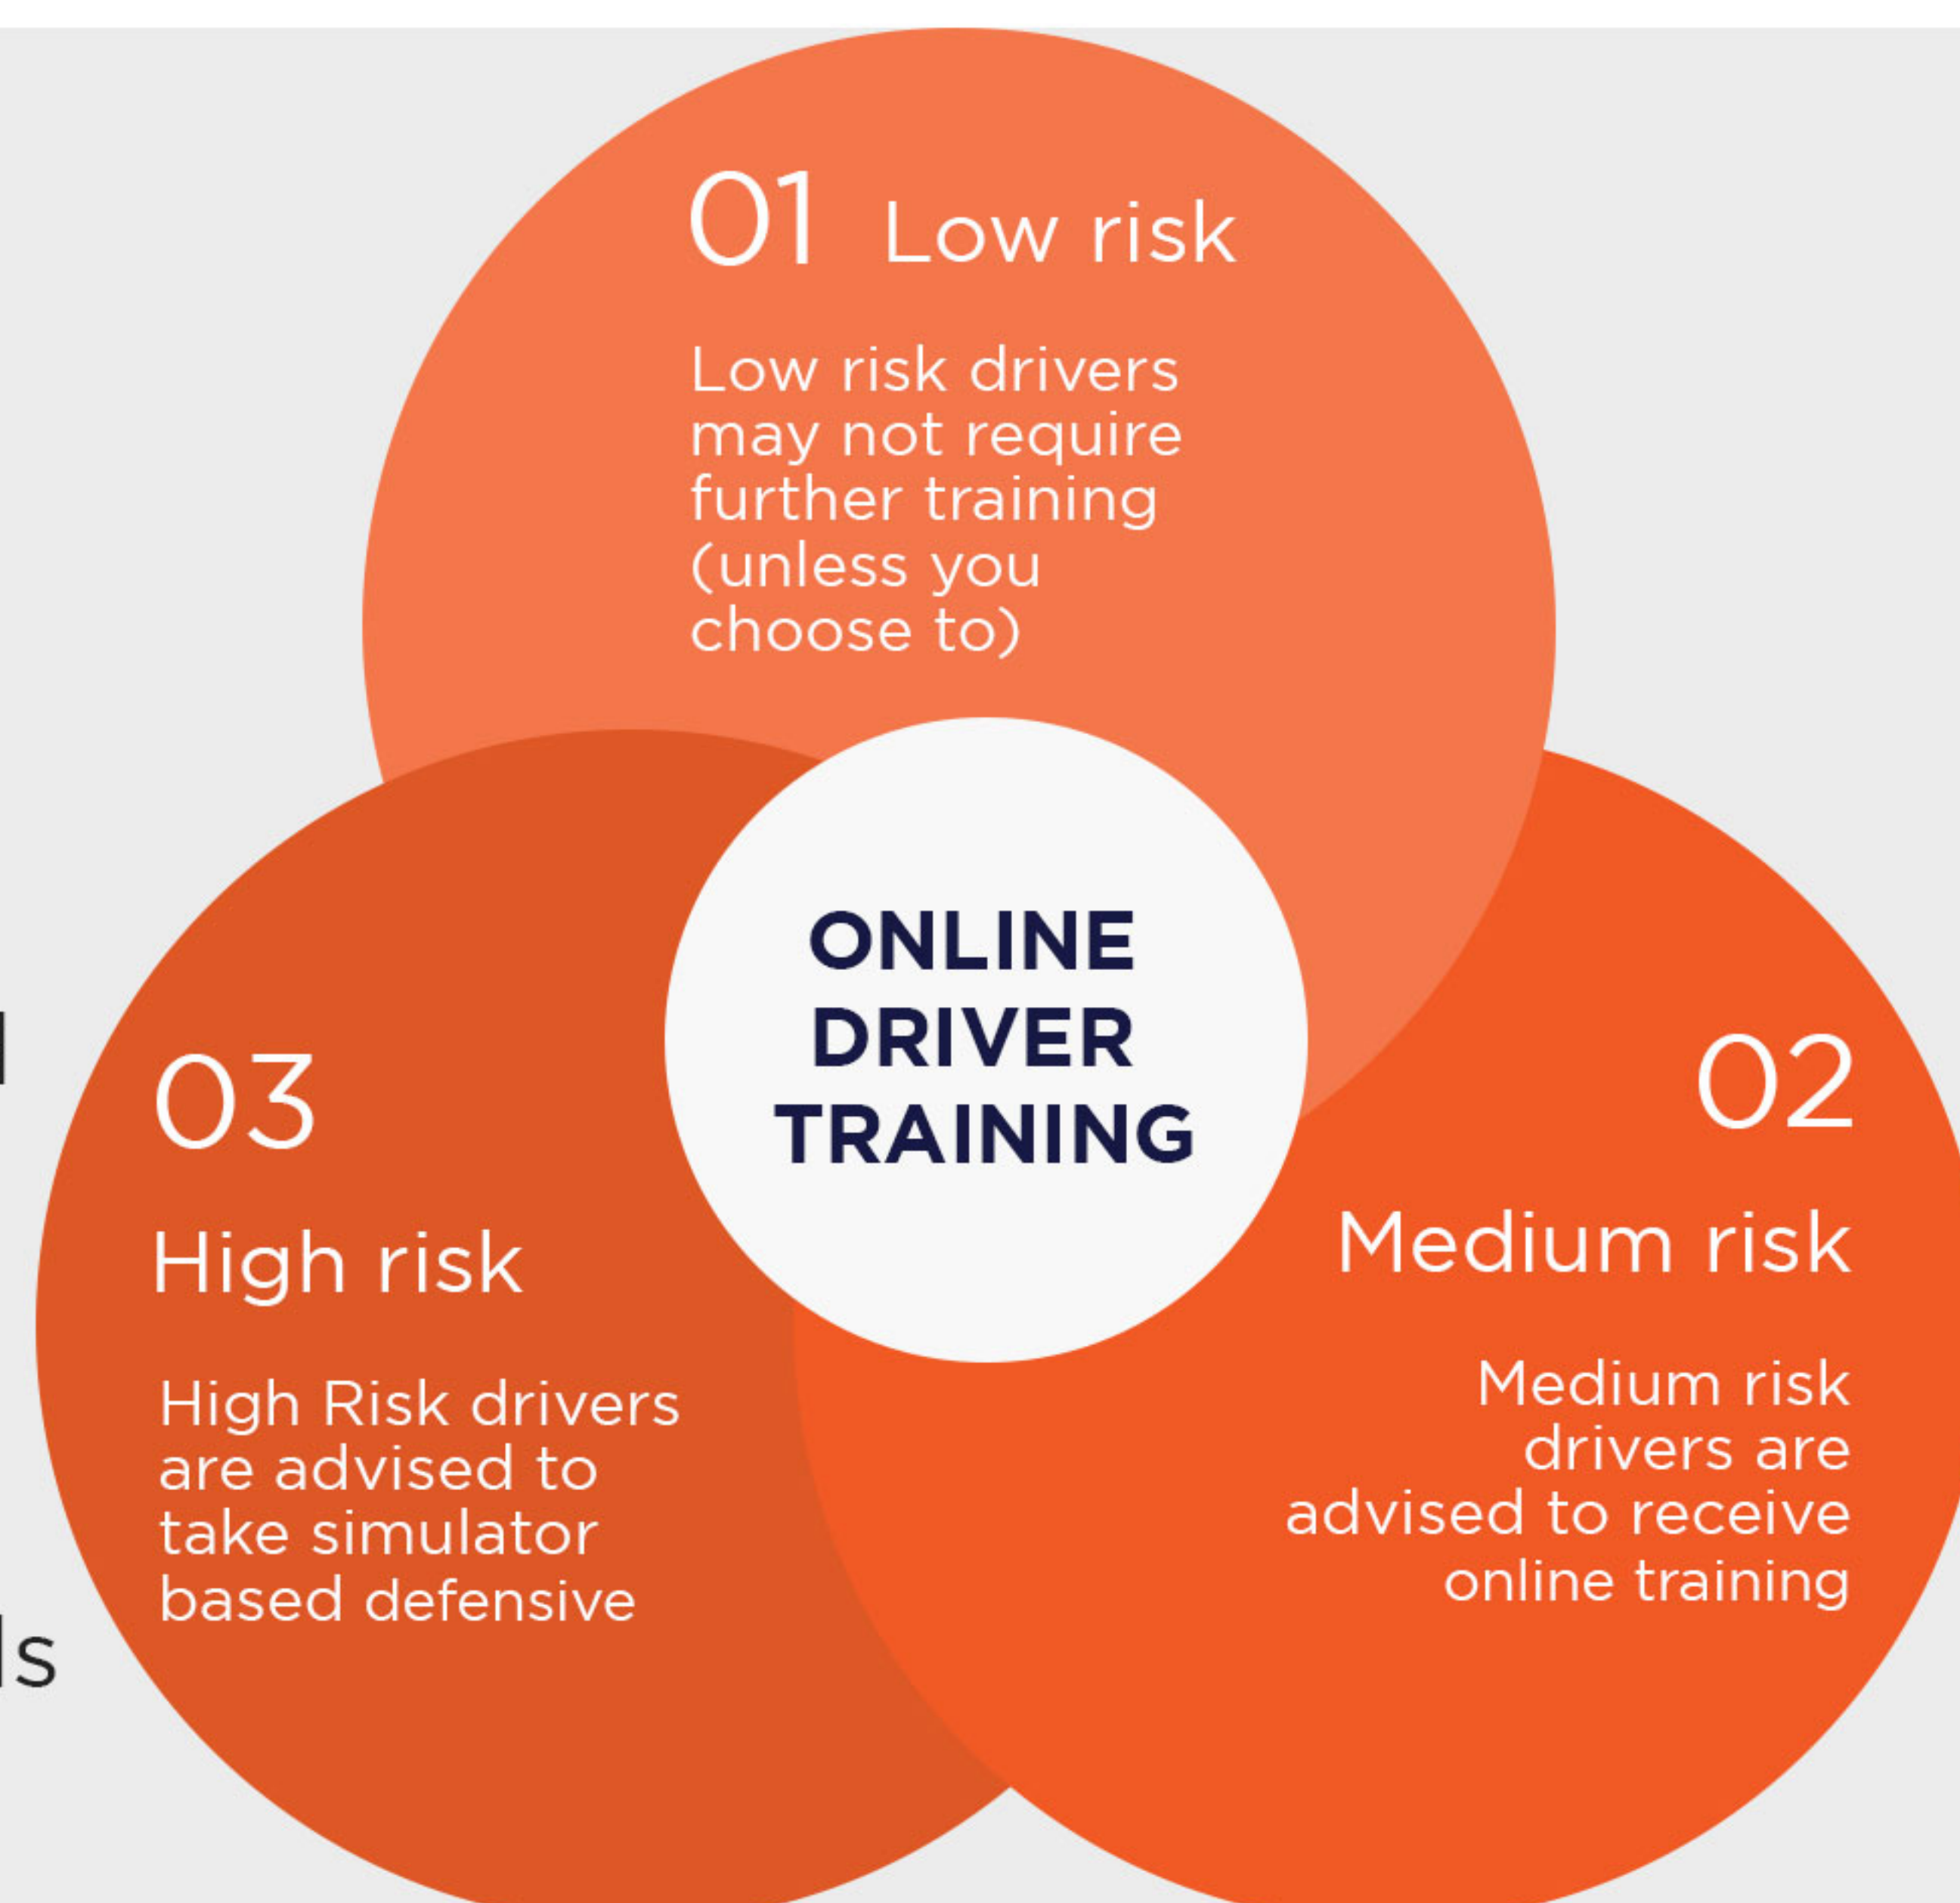 01 Low risk
Low risk drivers
may not require
further training
(unless you
choose to)
ONLINE
DRIVER
TRAINING
02
Medium risk
Medium risk
drivers are
advised to receive
online training
03
High risk
High Risk drivers
are advised to
take simulator
based defensive